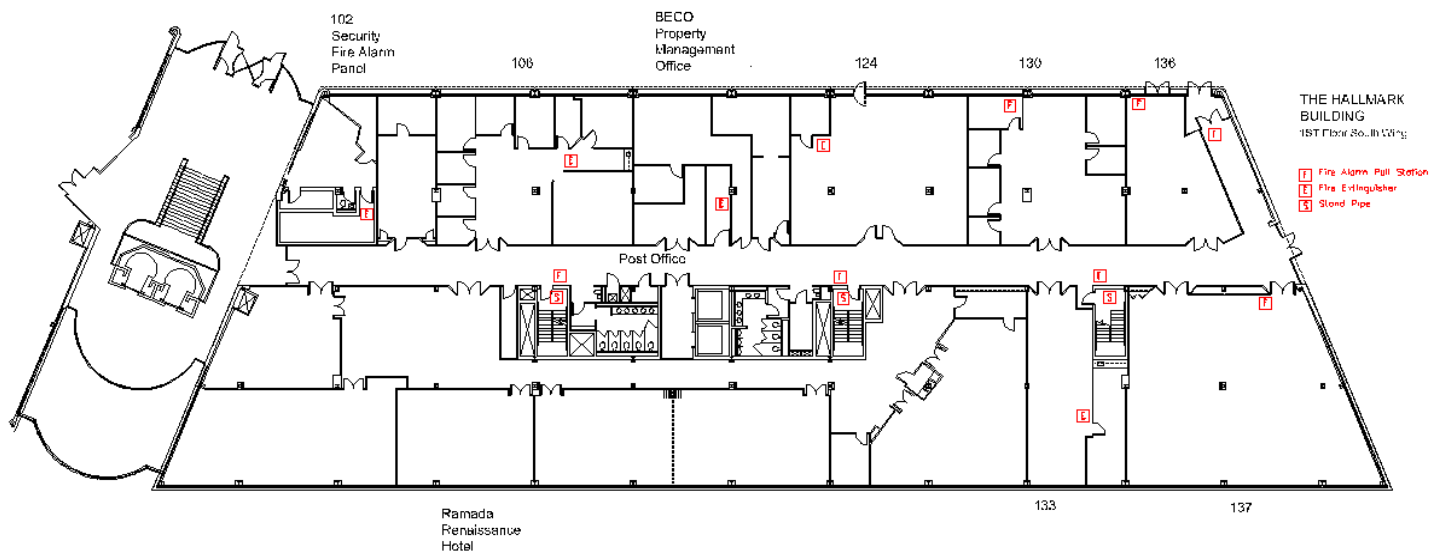 102
Security
Fire Alarm
Panel
BECO
Property
Management
Office
106
124
130
136
THE HALLMARK
BUILDING
1ST Floor South Wing
F Fire Alarm Pull Station
E Fire Extinguisher
S Stand Pipe
F
F
F
E
E
E
E
Post Office
F
F
F
S
S
S
F
E
Ramada
Renaissance
Hotel
133
137